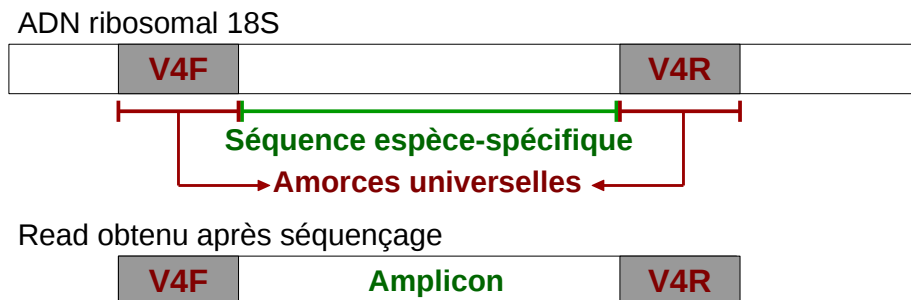 ADN ribosomal 18S
V4F V4R
Séquence espèce-spécifique
Amorces universelles
Read obtenu après séquençage
V4F Amplicon V4R